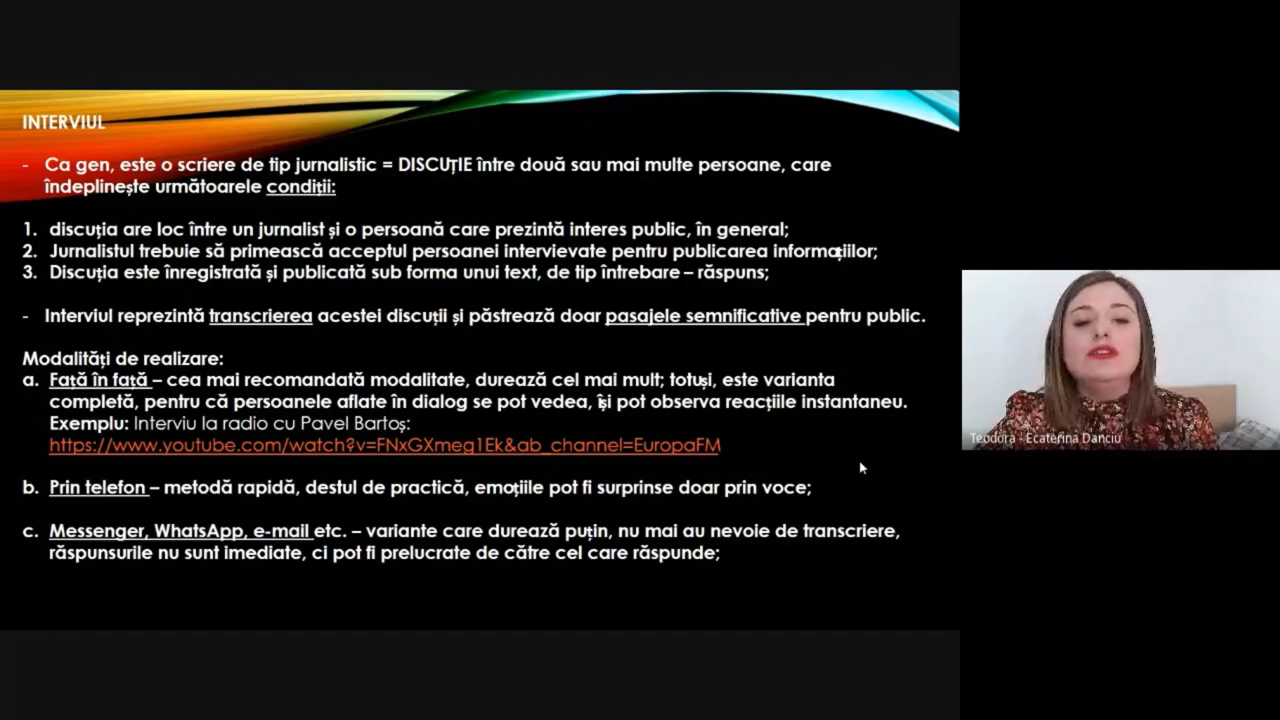 INTERVIUL
- Ca gen, este o scriere de tip jurnalistic = DISCUȚIE între două sau mai multe persoane, care
îndeplinește următoarele condiții:
1. discuția are loc între un jurnalist și o persoană care prezintă interes public, în general;
2. Jurnalistul trebuie să primească acceptul persoanei intervievate pentru publicarea informațiilor;
3. Discuția este înregistrată și publicată sub forma unui text, de tip întrebare – răspuns;
- Interviul reprezintă transcrierea acestei discuții și păstrează doar pasajele semnificative pentru public.
Modalități de realizare:
a. Față în față – cea mai recomandată modalitate, durează cel mai mult; totuși, este varianta
completă, pentru că persoanele aflate în dialog se pot vedea, își pot observa reacțiile instantaneu.
Exemplu: Interviu la radio cu Pavel Bartoș:
https://www.youtube.com/watch?v=FNxGXmeg1Ek&ab_channel=EuropaFM
b. Prin telefon – metodă rapidă, destul de practică, emoțiile pot fi surprinse doar prin voce;
c. Messenger, WhatsApp, e-mail etc. – variante care durează puțin, nu mai au nevoie de transcriere,
răspunsurile nu sunt imediate, ci pot fi prelucrate de către cel care răspunde;
Teodora - Ecaterina Danciu